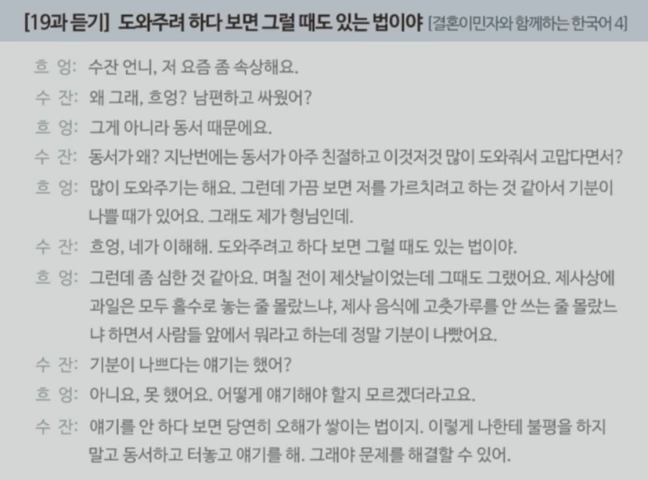 [19과 듣기] 도와주려 하다 보면 그럴 때도 있는 법이야 [결혼이민자와 함께하는 한국어 4]
흐 엉: 수잔 언니, 저 요즘 좀 속상해요.
수 잔: 왜 그래, 흐엉? 남편하고 싸웠어?
흐 엉: 그게 아니라 동서 때문에요.
수 잔: 동서가 왜? 지난번에는 동서가 아주 친절하고 이것저것 많이 도와줘서 고맙다면서?
흐 엉: 많이 도와주기는 해요. 그런데 가끔 보면 저를 가르치려고 하는 것 같아서 기분이
나쁠 때가 있어요. 그래도 제가 형님인데.
수 잔: 흐엉, 네가 이해해. 도와주려고 하다 보면 그럴 때도 있는 법이야.
흐 엉: 그런데 좀 심한 것 같아요. 며칠 전이 제삿날이었는데 그때도 그랬어요. 제사상에
과일은 모두 홀수로 놓는 줄 몰랐느냐, 제사 음식에 고춧가루를 안 쓰는 줄 몰랐느
냐 하면서 사람들 앞에서 뭐라고 하는데 정말 기분이 나빴어요.
수 잔: 기분이 나쁘다는 얘기는 했어?
흐 엉: 아니요, 못 했어요. 어떻게 얘기해야 할지 모르겠더라고요.
수 잔: 얘기를 안 하다 보면 당연히 오해가 쌓이는 법이지. 이렇게 나한테 불평을 하지
말고 동서하고 터놓고 얘기를 해. 그래야 문제를 해결할 수 있어.